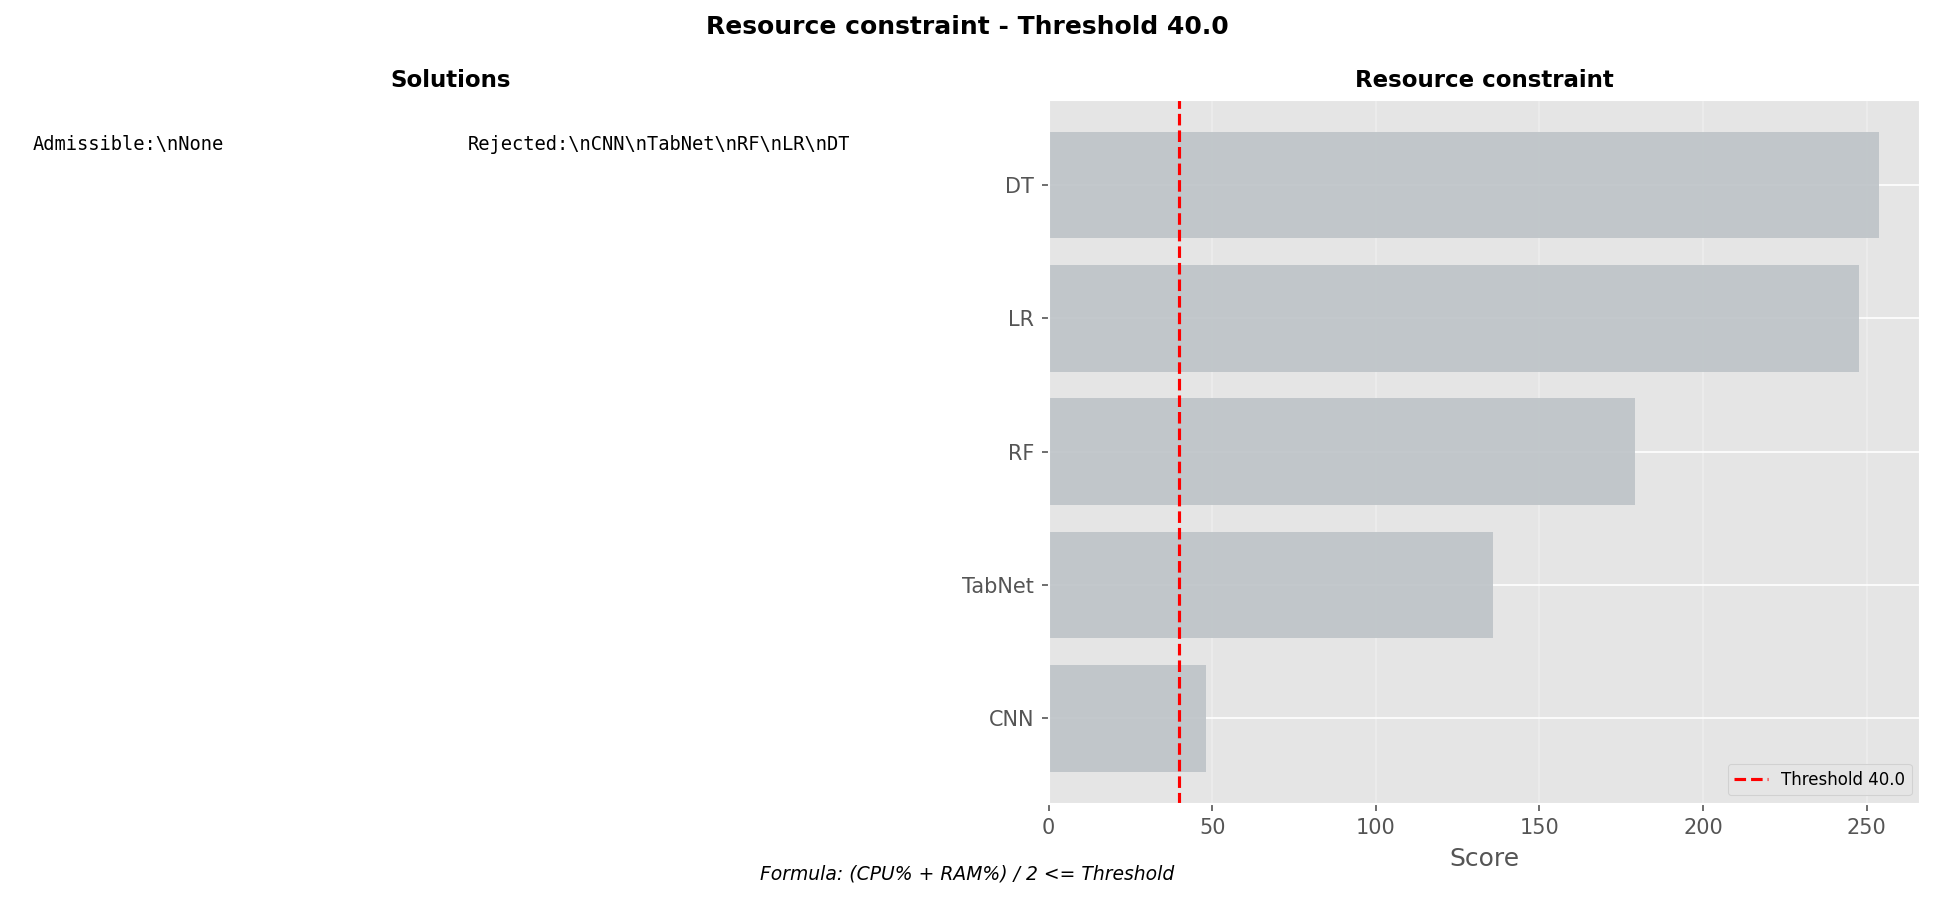 Resource constraint - Threshold 40.0
Solutions
Admissible:\nNone
Rejected:\nCNN\nTabNet\nRF\nLR\nDT
Resource constraint
DT
LR
RF
TabNet
CNN
Threshold 40.0
0 50 100 150 200 250
Score
Formula: (CPU% + RAM%) / 2 <= Threshold